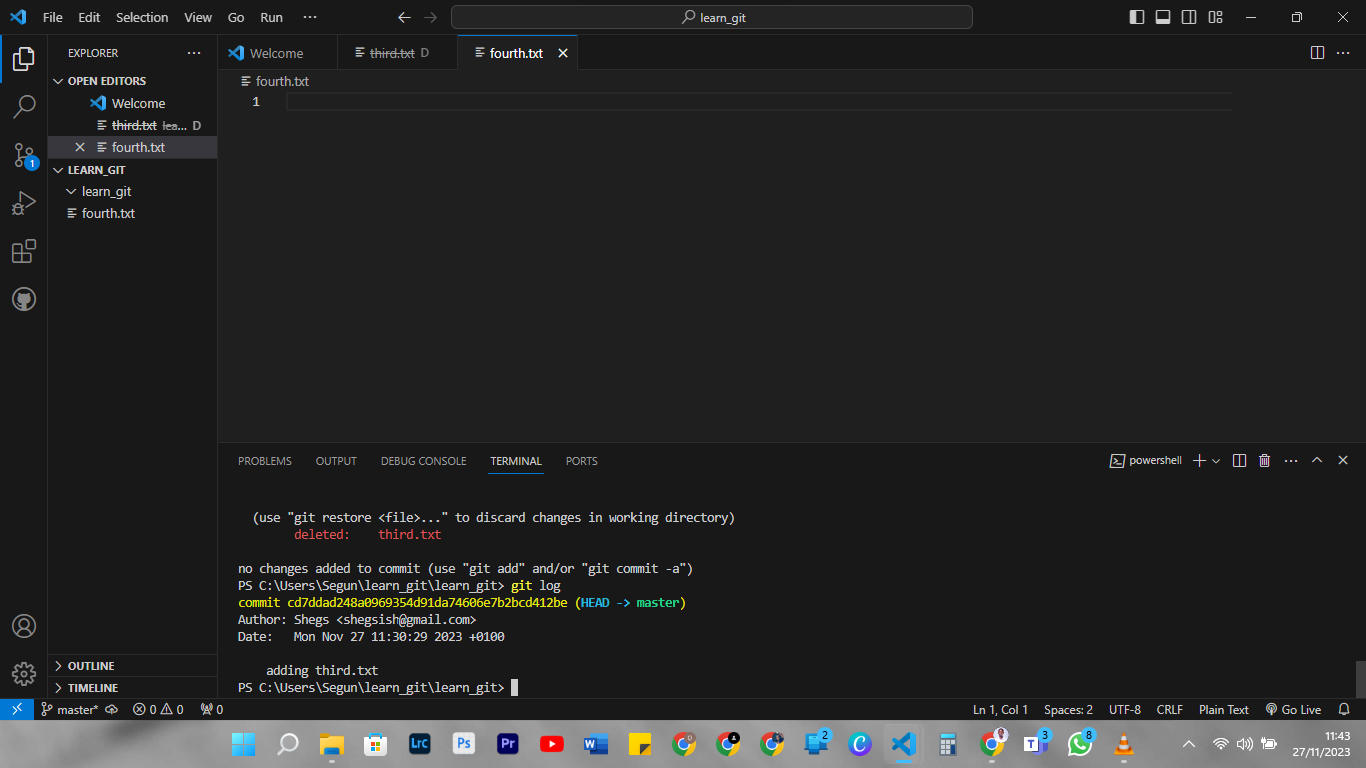 File Edit Selection View Go Run ···
learn_git
EXPLORER
OPEN EDITORS
Welcome
third.txt lea... D
fourth.txt
LEARN_GIT
learn_git
fourth.txt
OUTLINE
TIMELINE
Welcome third.txt D fourth.txt
fourth.txt
1
PROBLEMS OUTPUT DEBUG CONSOLE TERMINAL PORTS
powershell
(use "git restore <file>..." to discard changes in working directory)
deleted: third.txt
no changes added to commit (use "git add" and/or "git commit -a")
PS C:\Users\Segun\learn_git\learn_git> git log
commit cd7ddad248a0969354d91da74606e7b2bcd412be (HEAD -> master)
Author: Shegs <shegsish@gmail.com>
Date: Mon Nov 27 11:30:29 2023 +0100
adding third.txt
PS C:\Users\Segun\learn_git\learn_git>
1
master* 0 0 0 Ln 1, Col 1 Spaces: 2 UTF-8 CRLF Plain Text Go Live
Lrc Ps Pr 2 3 8
11:43
27/11/2023